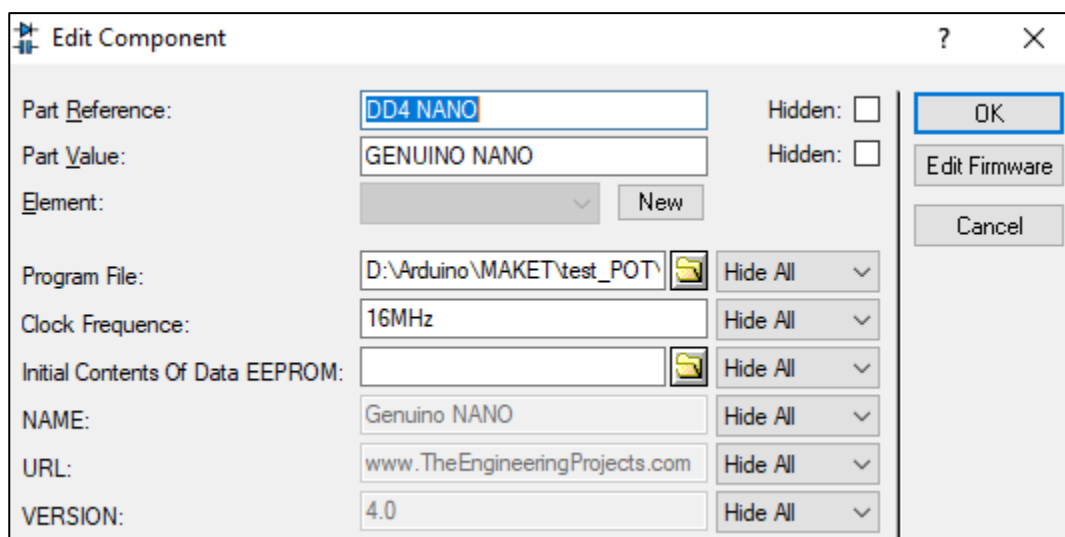 Edit Component ? ×
Part Reference: DD4 NANO Hidden:
Part Value: GENUINO NANO Hidden:
Element: New
Program File: D:\Arduino\MAKET\test_POT\ Hide All
Clock Frequence: 16MHz Hide All
Initial Contents Of Data EEPROM: Hide All
NAME: Genuino NANO Hide All
URL: www.TheEngineeringProjects.com Hide All
VERSION: 4.0 Hide All
OK
Edit Firmware
Cancel